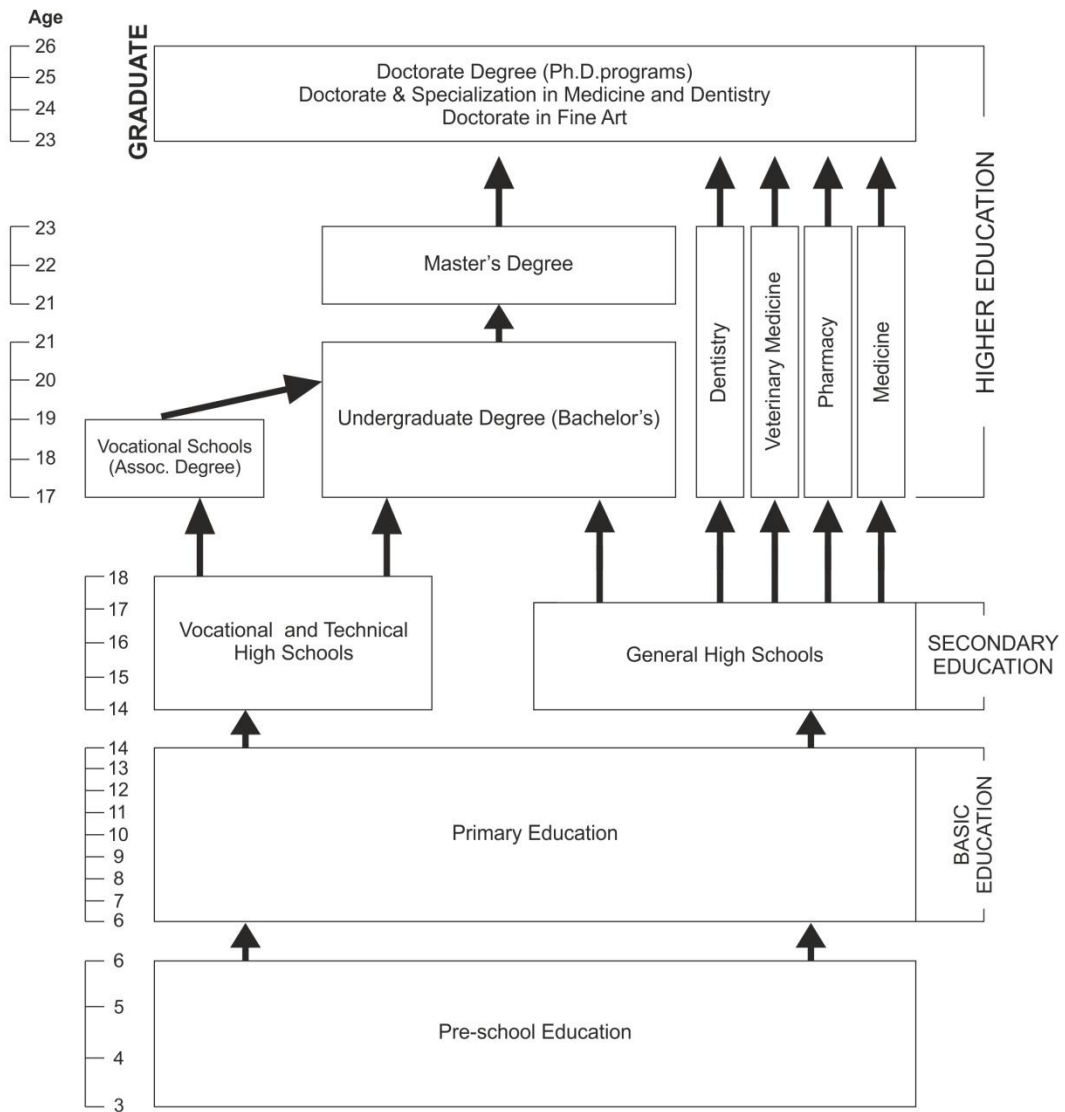 Age
26
25
24
23
GRADUATE
Doctorate Degree (Ph.D.programs)
Doctorate & Specialization in Medicine and Dentistry
Doctorate in Fine Art
HIGHER EDUCATION
23
22
21
Master's Degree
21
20
19
18
17
Vocational Schools
(Assoc. Degree)
Undergraduate Degree (Bachelor's)
Dentistry
Veterinary Medicine
Pharmacy
Medicine
18
17
16
15
14
Vocational and Technical
High Schools
General High Schools
SECONDARY
EDUCATION
14
13
12
11
10
9
8
7
6
Primary Education
BASIC
EDUCATION
6
5
4
3
Pre-school Education